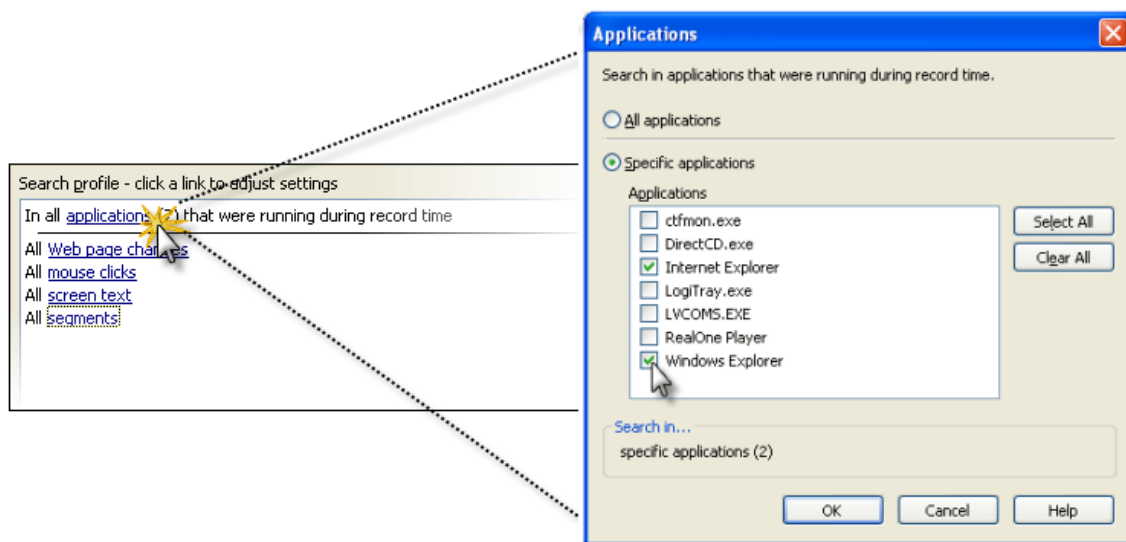 Search profile - click a link to adjust settings
In all applications (7) that were running during record time
All Web page changes
All mouse clicks
All screen text
All segments
Applications
Search in applications that were running during record time.
All applications
Specific applications
Applications
ctfmon.exe
DirectCD.exe
Internet Explorer
LogiTray.exe
LVCOMS.EXE
RealOne Player
Windows Explorer
Select All
Clear All
Search in...
specific applications (2)
OK
Cancel
Help